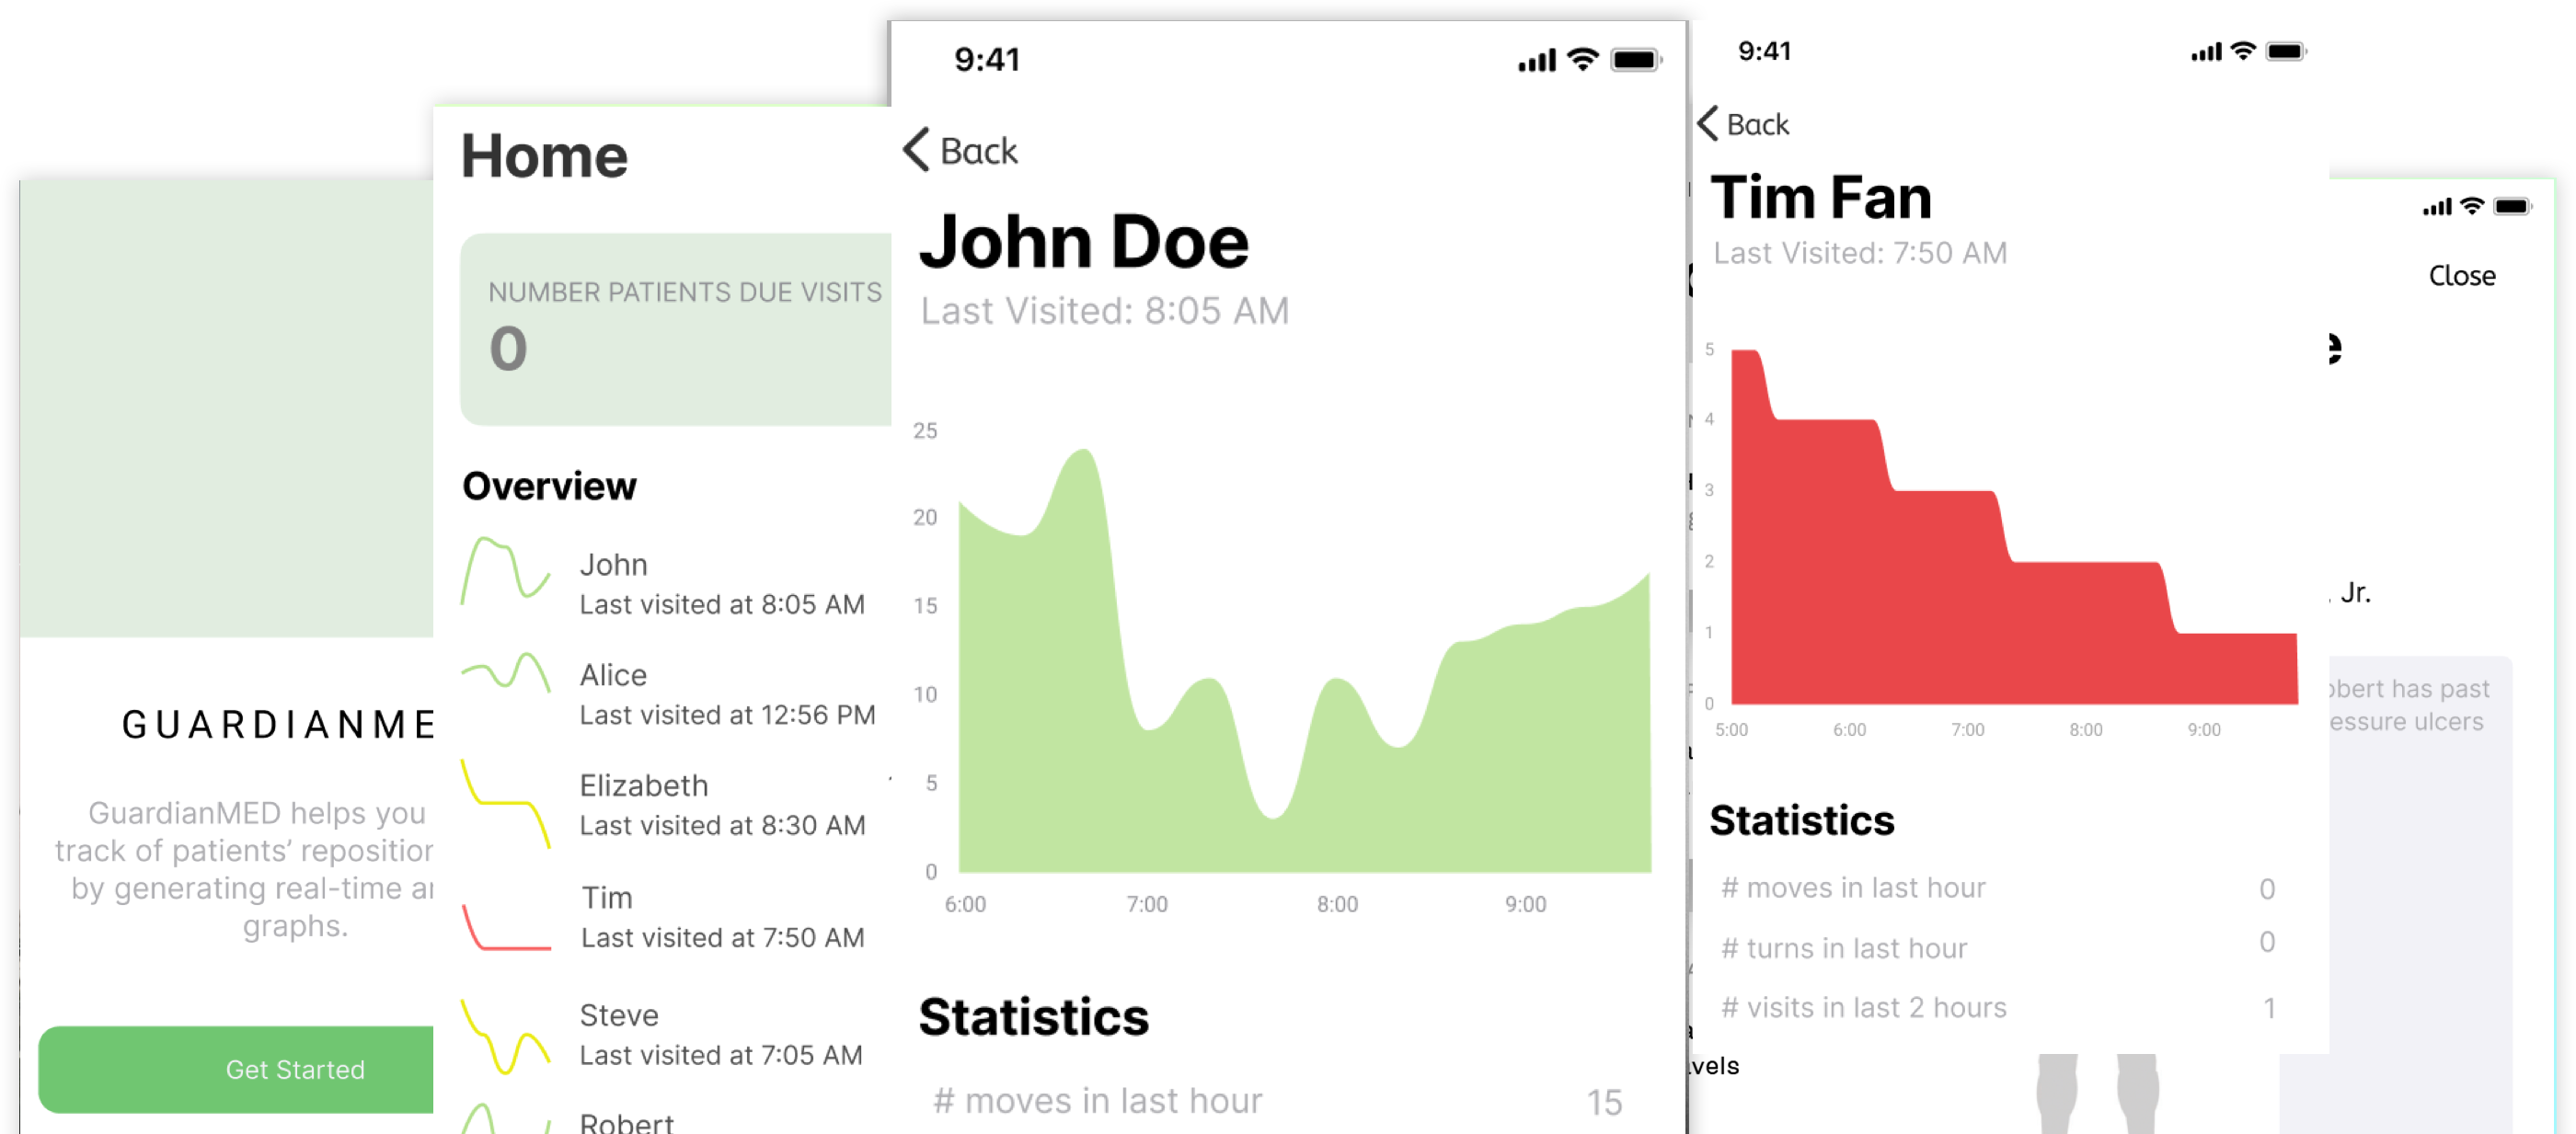 GUARDIANME
GuardianMED helps you
track of patients’ reposition
by generating real-time
graphs.
Get Started
Home
NUMBER PATIENTS DUE VISITS
0
Overview
John
Last visited at 8:05 AM
Alice
Last visited at 12:56 PM
Elizabeth
Last visited at 8:30 AM
Tim
Last visited at 7:50 AM
Steve
Last visited at 7:05 AM
Robert
9:41
Back
John Doe
Last Visited: 8:05 AM
25
20
15
10
5
0
6:00 7:00 8:00 9:00
Statistics
# moves in last hour 15
9:41
Back
Tim Fan
Last Visited: 7:50 AM
5
4
3
2
1
0
5:00 6:00 7:00 8:00 9:00
Statistics
# moves in last hour 0
# turns in last hour 0
# visits in last 2 hours 1
vels
Close
e
, Jr.
obert has past
essure ulcers